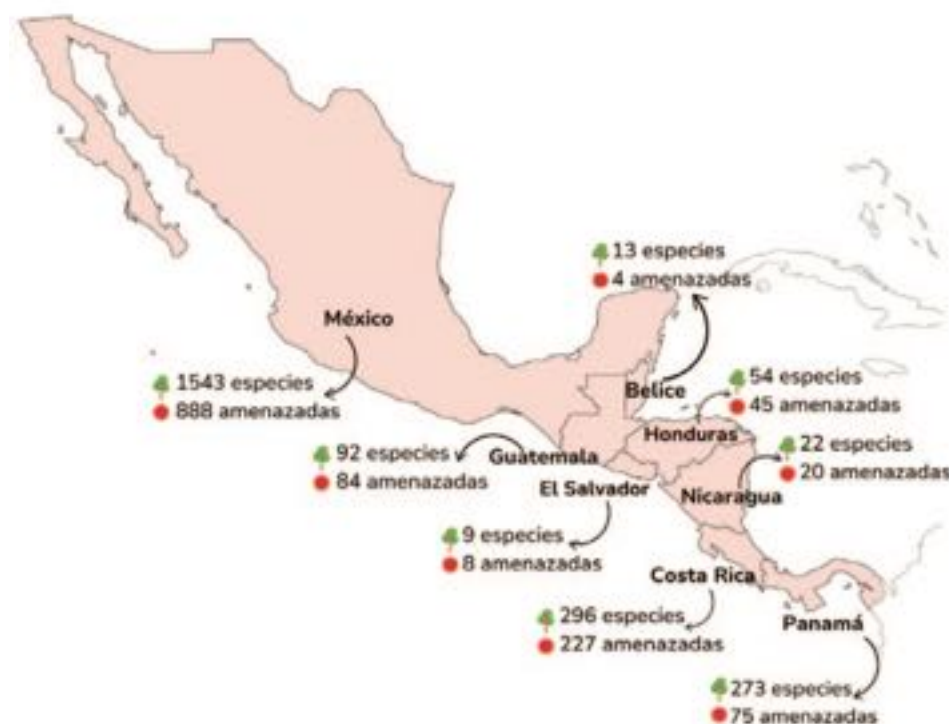 13 especies
4 amenazadas
México
Belice
1543 especies
888 amenazadas
54 especies
45 amenazadas
Honduras
92 especies
84 amenazadas
Guatemala
22 especies
20 amenazadas
Nicaragua
El Salvador
9 especies
8 amenazadas
Costa Rica
296 especies
227 amenazadas
Panamá
273 especies
75 amenazadas